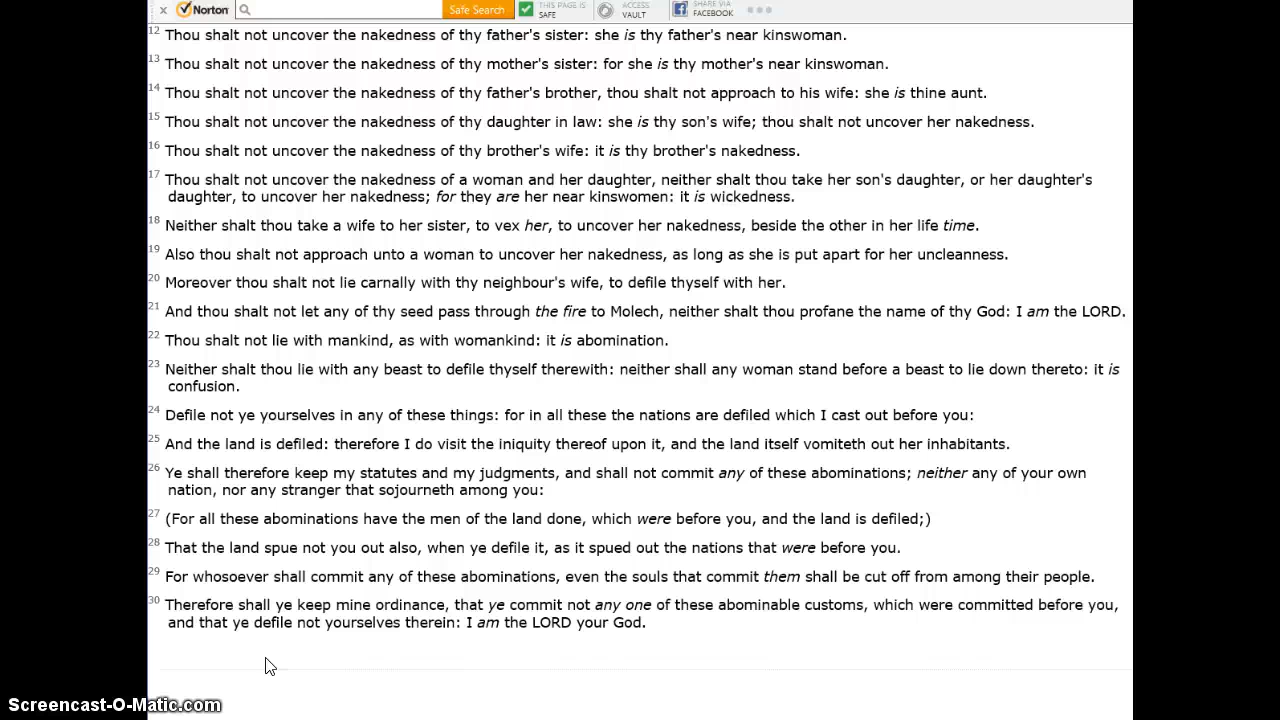 Norton Safe Search THIS PAGE IS SAFE ACCESS VAULT SHARE VIA FACEBOOK
12 Thou shalt not uncover the nakedness of thy father's sister: she is thy father's near kinswoman.
13 Thou shalt not uncover the nakedness of thy mother's sister: for she is thy mother's near kinswoman.
14 Thou shalt not uncover the nakedness of thy father's brother, thou shalt not approach to his wife: she is thine aunt.
15 Thou shalt not uncover the nakedness of thy daughter in law: she is thy son's wife; thou shalt not uncover her nakedness.
16 Thou shalt not uncover the nakedness of thy brother's wife: it is thy brother's nakedness.
17 Thou shalt not uncover the nakedness of a woman and her daughter, neither shalt thou take her son's daughter, or her daughter's
daughter, to uncover her nakedness; for they are her near kinswomen: it is wickedness.
18 Neither shalt thou take a wife to her sister, to vex her, to uncover her nakedness, beside the other in her life time.
19 Also thou shalt not approach unto a woman to uncover her nakedness, as long as she is put apart for her uncleanness.
20 Moreover thou shalt not lie carnally with thy neighbour's wife, to defile thyself with her.
21 And thou shalt not let any of thy seed pass through the fire to Molech, neither shalt thou profane the name of thy God: I am the LORD.
22 Thou shalt not lie with mankind, as with womankind: it is abomination.
23 Neither shalt thou lie with any beast to defile thyself therewith: neither shall any woman stand before a beast to lie down thereto: it is
confusion.
24 Defile not ye yourselves in any of these things: for in all these the nations are defiled which I cast out before you:
25 And the land is defiled: therefore I do visit the iniquity thereof upon it, and the land itself vomiteth out her inhabitants.
26 Ye shall therefore keep my statutes and my judgments, and shall not commit any of these abominations; neither any of your own
nation, nor any stranger that sojourneth among you:
27 (For all these abominations have the men of the land done, which were before you, and the land is defiled;)
28 That the land spue not you out also, when ye defile it, as it spued out the nations that were before you.
29 For whosoever shall commit any of these abominations, even the souls that commit them shall be cut off from among their people.
30 Therefore shall ye keep mine ordinance, that ye commit not any one of these abominable customs, which were committed before you,
and that ye defile not yourselves therein: I am the LORD your God.
Screencast-O-Matic.com